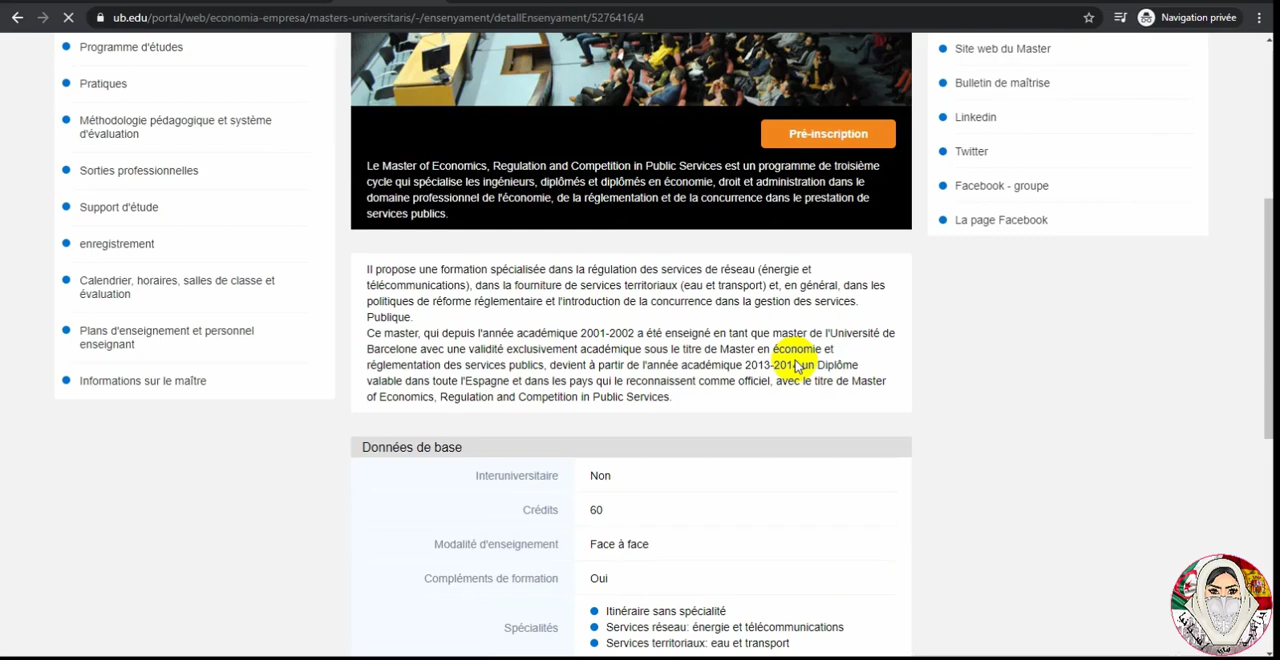 ub.edu/portal/web/economia-empresa/masters-universitaris/-/ensenyament/detallEnsenyament/5276416/4
Navigation privée
Programme d'études
Pratiques
Méthodologie pédagogique et système
d'évaluation
Sorties professionnelles
Support d'étude
enregistrement
Calendrier, horaires, salles de classe et
évaluation
Plans d'enseignement et personnel
enseignant
Informations sur le maître
Pré-inscription
Le Master of Economics, Regulation and Competition in Public Services est un programme de troisième
cycle qui spécialise les ingénieurs, diplômés et diplômés en économie, droit et administration dans le
domaine professionnel de l'économie, de la réglementation et de la concurrence dans le prestation de
services publics.
Il propose une formation spécialisée dans la régulation des services de réseau (énergie et
télécommunications), dans la fourniture de services territoriaux (eau et transport) et, en général, dans les
politiques de réforme réglementaire et l'introduction de la concurrence dans la gestion des services.
Publique.
Ce master, qui depuis l'année académique 2001-2002 a été enseigné en tant que master de l'Université de
Barcelone avec une validité exclusivement académique sous le titre de Master en économie et
réglementation des services publics, devient à partir de l'année académique 2013-2014 un Diplôme
valable dans toute l'Espagne et dans les pays qui le reconnaissent comme officiel, avec le titre de Master
of Economics, Regulation and Competition in Public Services.
Données de base
Interuniversitaire Non
Crédits 60
Modalité d'enseignement Face à face
Compléments de formation Oui
Spécialités
Itinéraire sans spécialité
Services réseau: énergie et télécommunications
Services territoriaux: eau et transport
Site web du Master
Bulletin de maîtrise
Linkedin
Twitter
Facebook - groupe
La page Facebook